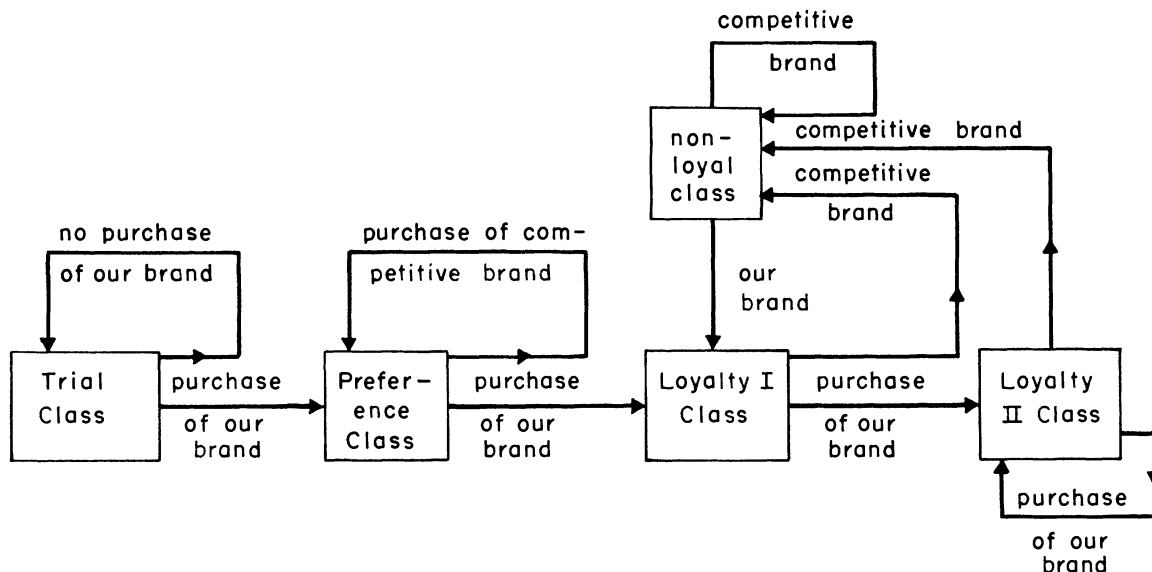 competitive
brand
non-
loyal
class
competitive brand
competitive
brand
no purchase
of our brand
purchase of com-
petitive brand
our
brand
Trial
Class
purchase
of our
brand
Prefer-
ence
Class
purchase
of our
brand
Loyalty I
Class
purchase
of our
brand
Loyalty
II Class
purchase
of our
brand